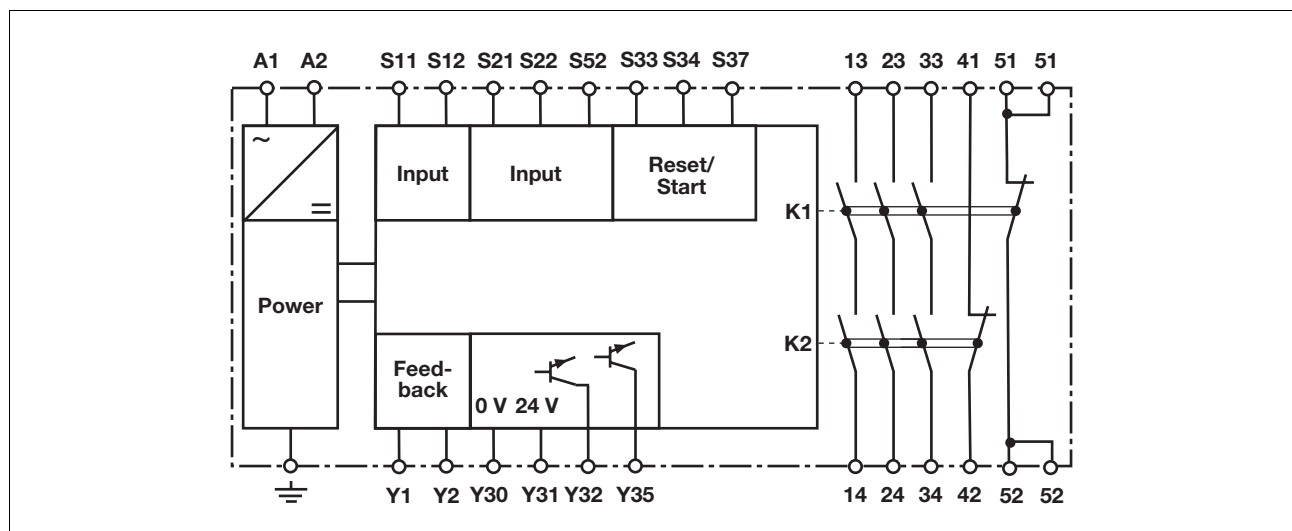 A1 A2 S11 S12 S21 S22 S52 S33 S34 S37 13 23 33 41 51 51
~
=
Input Input Reset/
Start
K1
Power
K2
Feed-
back
0 V 24 V
Y1 Y2 Y30 Y31 Y32 Y35 14 24 34 42 52 52